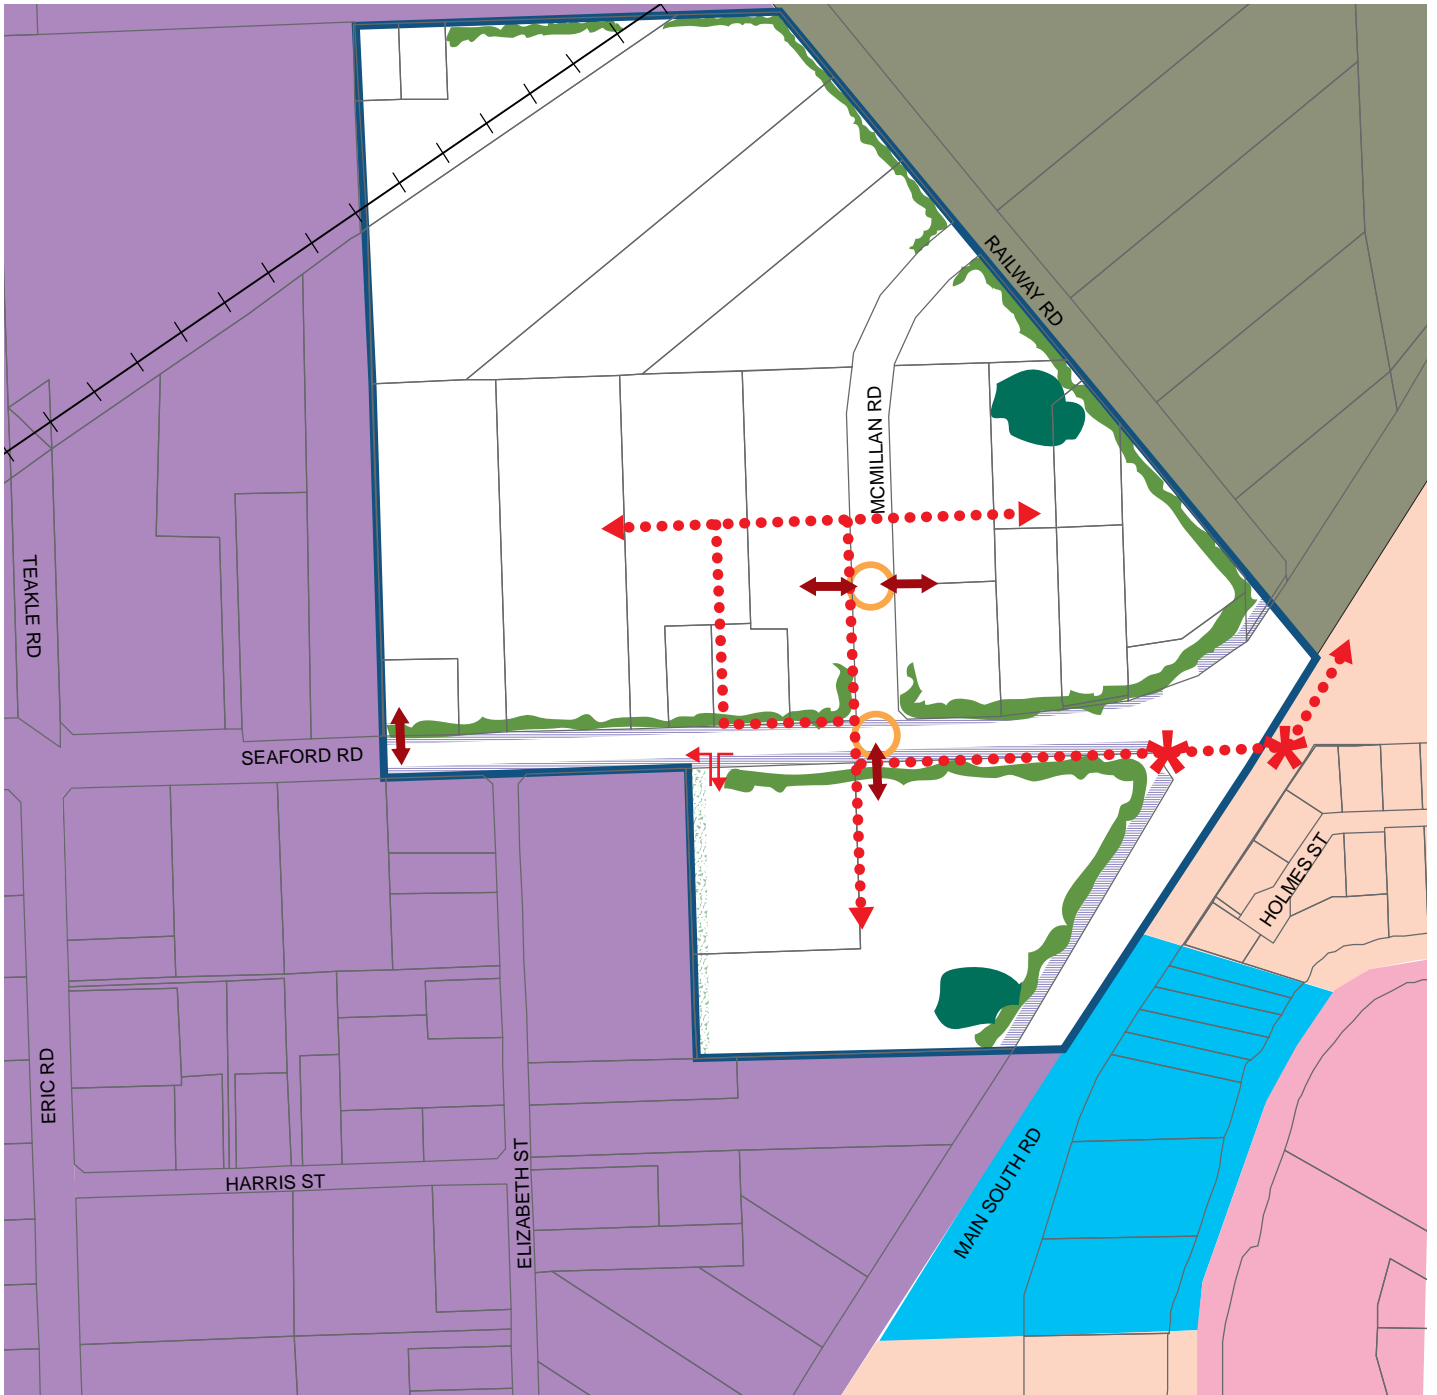 RAILWAY RD
MCMILLAN RD
TEAKLE RD
SEAFORD RD
HOLMES ST
ERIC RD
HARRIS ST
ELIZABETH ST
MAIN SOUTH RD